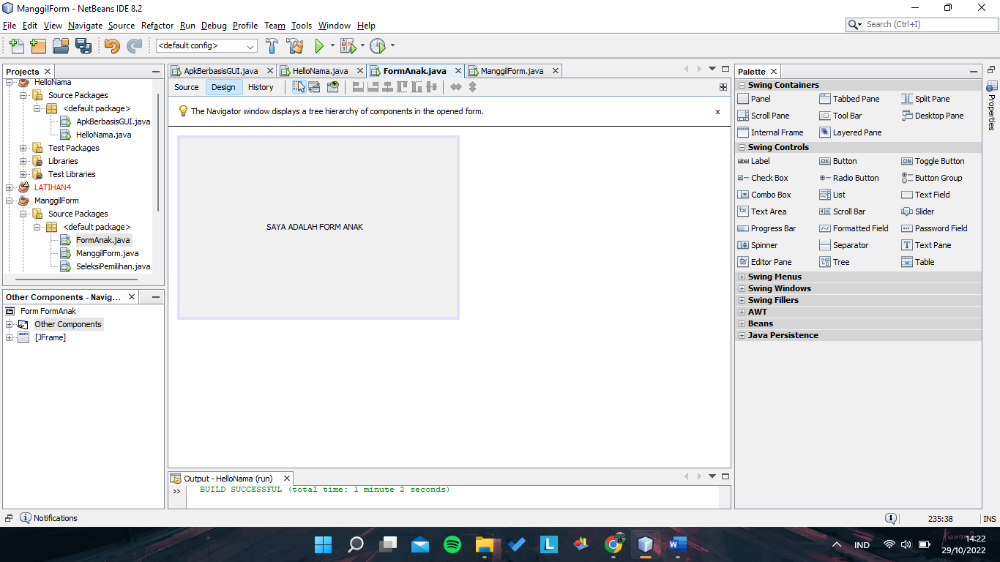 ManggilForm - NetBeans IDE 8.2
File Edit View Navigate Source Refactor Run Debug Profile Team Tools Window Help
Search (Ctrl+I)
<default config>
Projects
HelloNama
Source Packages
<default package>
ApkBerbasisGUI.java
HelloNama.java
Test Packages
Libraries
Test Libraries
LATIHAN4
ManggilForm
Source Packages
<default package>
FormAnak.java
ManggilForm.java
SeleksiPemilihan.java
Other Components - Navig...
Form FormAnak
Other Components
[JFrame]
ApkBerbasisGUI.java HelloNama.java FormAnak.java ManggilForm.java
Source Design History
The Navigator window displays a tree hierarchy of components in the opened form. x
SAYA ADALAH FORM ANAK
Output - HelloNama (run)
BUILD SUCCESSFUL (total time: 1 minute 2 seconds)
Palette
Swing Containers
Panel Tabbed Pane Split Pane
Scroll Pane Tool Bar Desktop Pane
Internal Frame Layered Pane
Swing Controls
label Label OK Button ON Toggle Button
Check Box Radio Button Button Group
Combo Box List Text Field
Text Area Scroll Bar Slider
Progress Bar Formatted Field Password Field
Spinner Separator Text Pane
Editor Pane Tree Table
Swing Menus
Swing Windows
Swing Fillers
AWT
Beans
Java Persistence
Properties
Notifications
235:38 INS
IND
14:22
29/10/2022